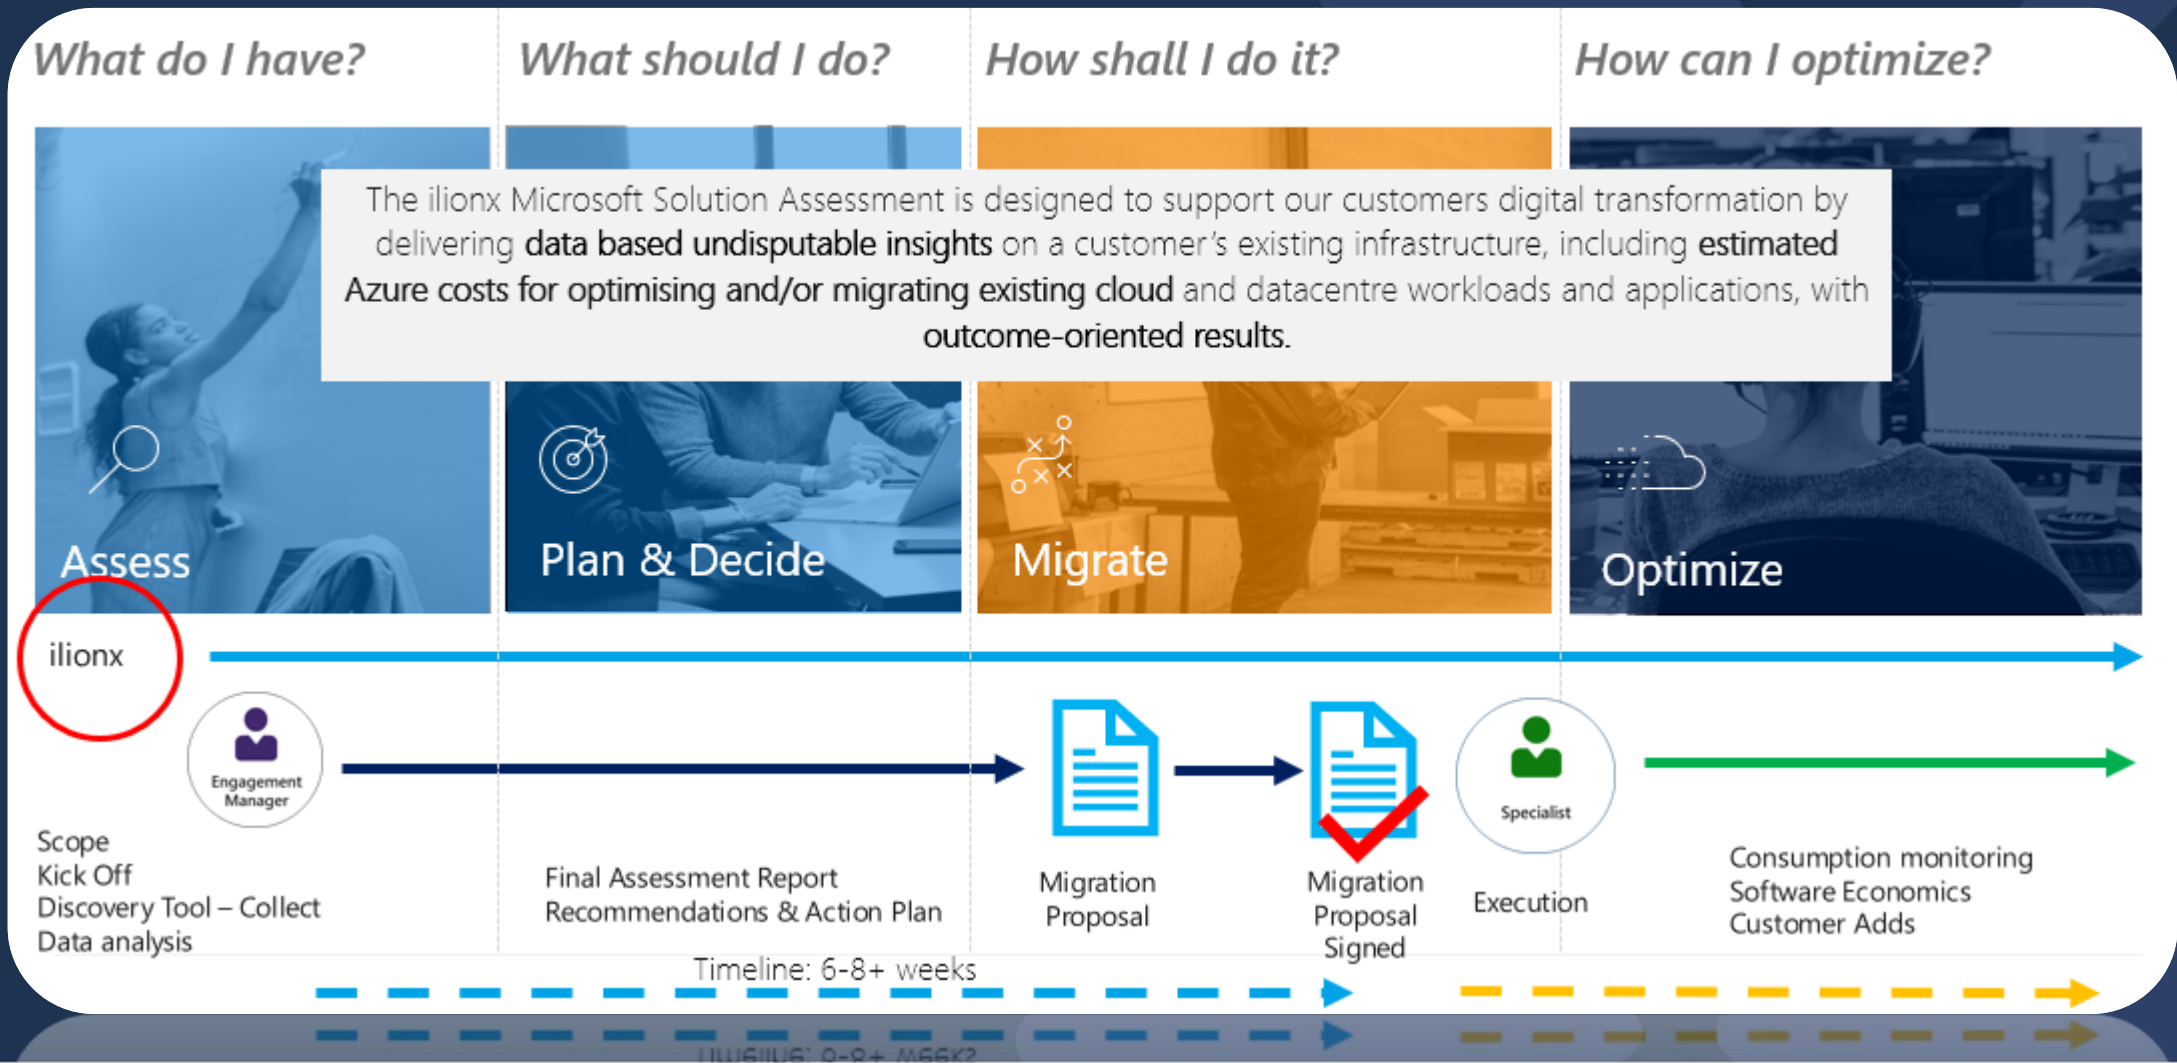 What do I have?
What should I do?
How shall I do it?
How can I optimize?
The ilionx Microsoft Solution Assessment is designed to support our customers digital transformation by
delivering data based undisputable insights on a customer's existing infrastructure, including estimated
Azure costs for optimising and/or migrating existing cloud and datacentre workloads and applications, with
outcome-oriented results.
Assess
Plan & Decide
Migrate
Optimize
ilionx
Engagement
Manager
Specialist
Scope
Kick Off
Discovery Tool – Collect
Data analysis
Final Assessment Report
Recommendations & Action Plan
Migration
Proposal
Migration
Proposal
Signed
Execution
Consumption monitoring
Software Economics
Customer Adds
Timeline: 6-8+ weeks